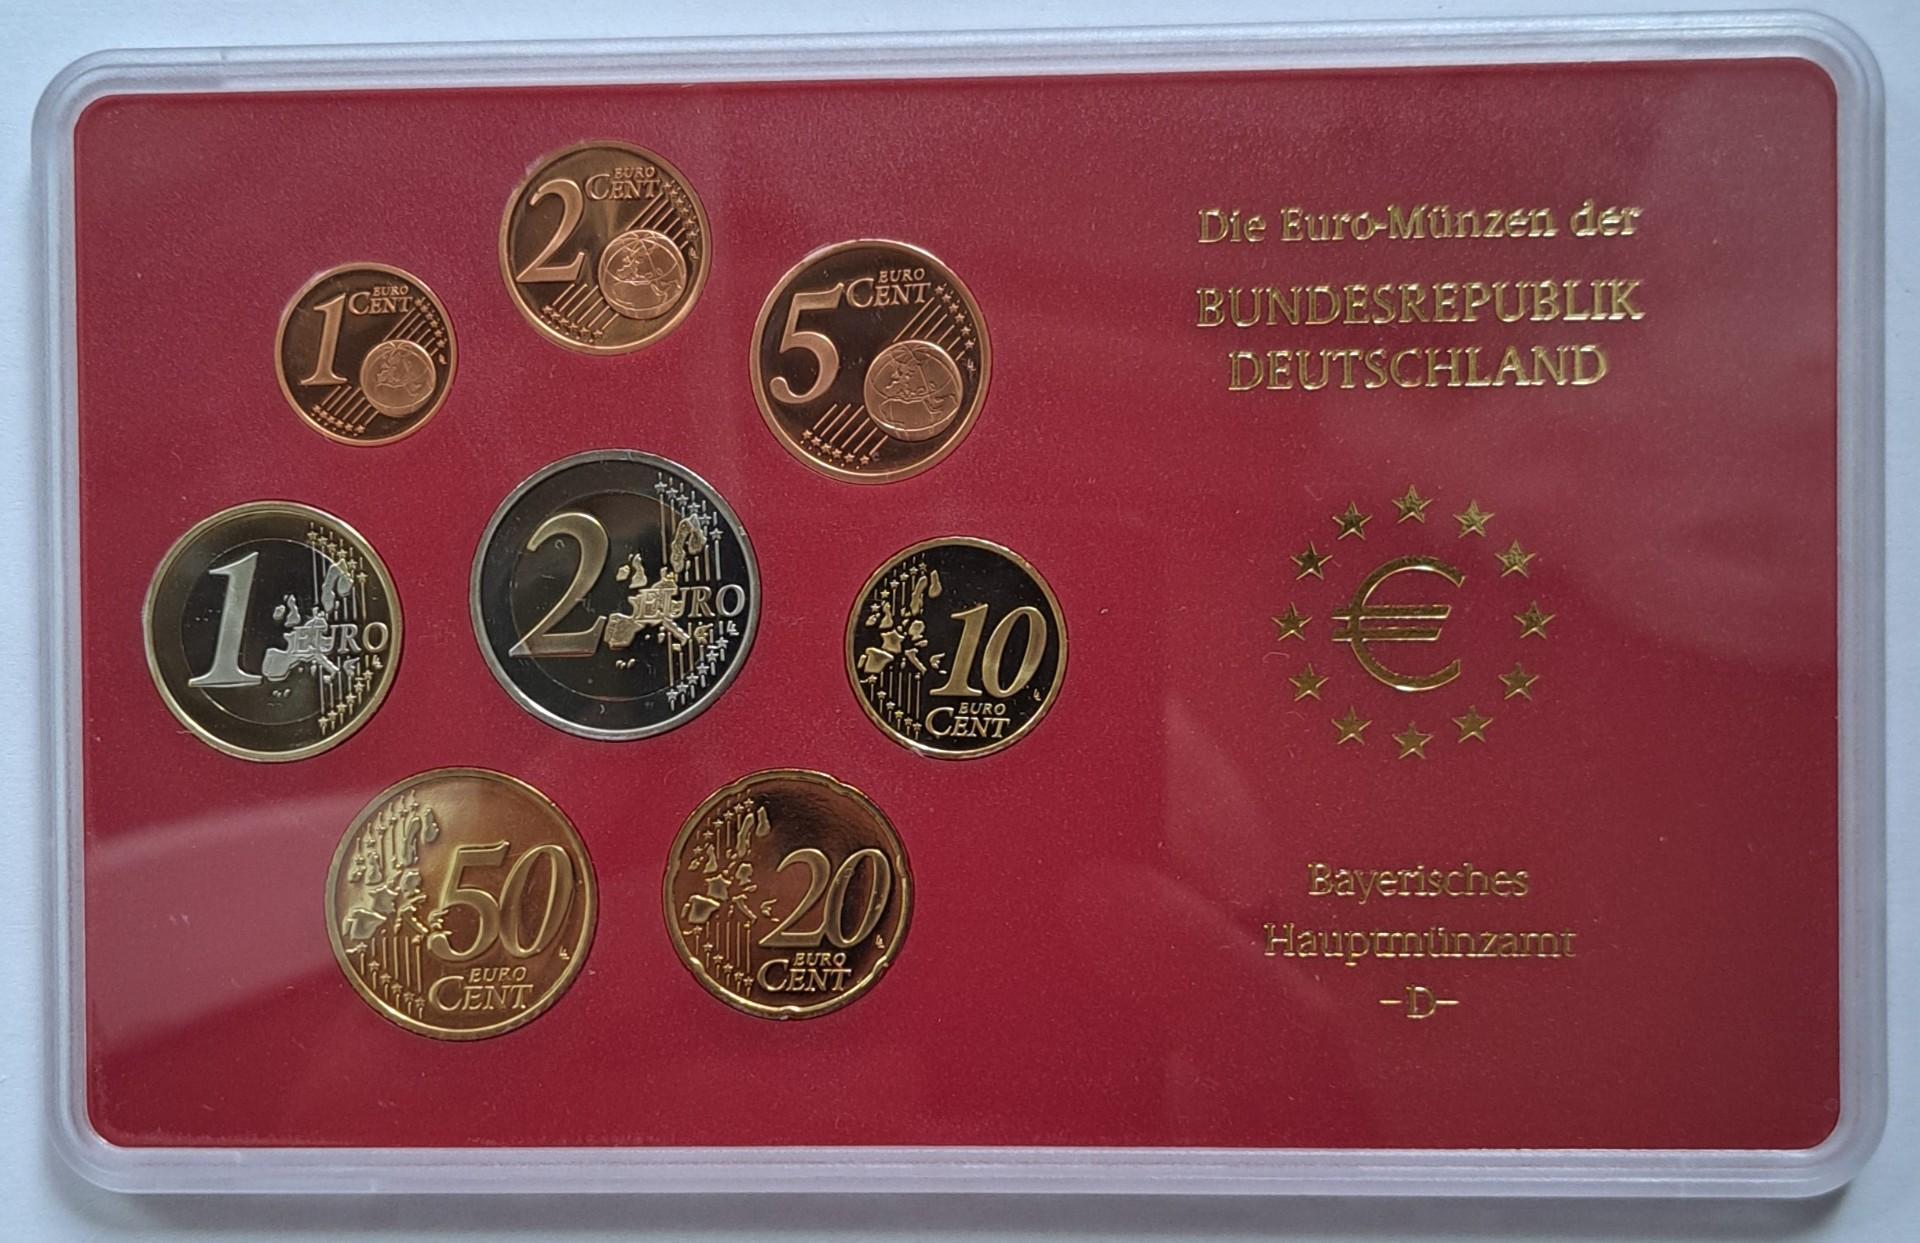 2 EURO
CENT
1 EURO
CENT
5 EURO
CENT
1 EURO
2 EURO
10
EURO
CENT
50
EURO
CENT
20
EURO
CENT
Die Euro-Münzen der
BUNDESREPUBLIK
DEUTSCHLAND
€
Bayerisches
Hauptmünzamt
-D-